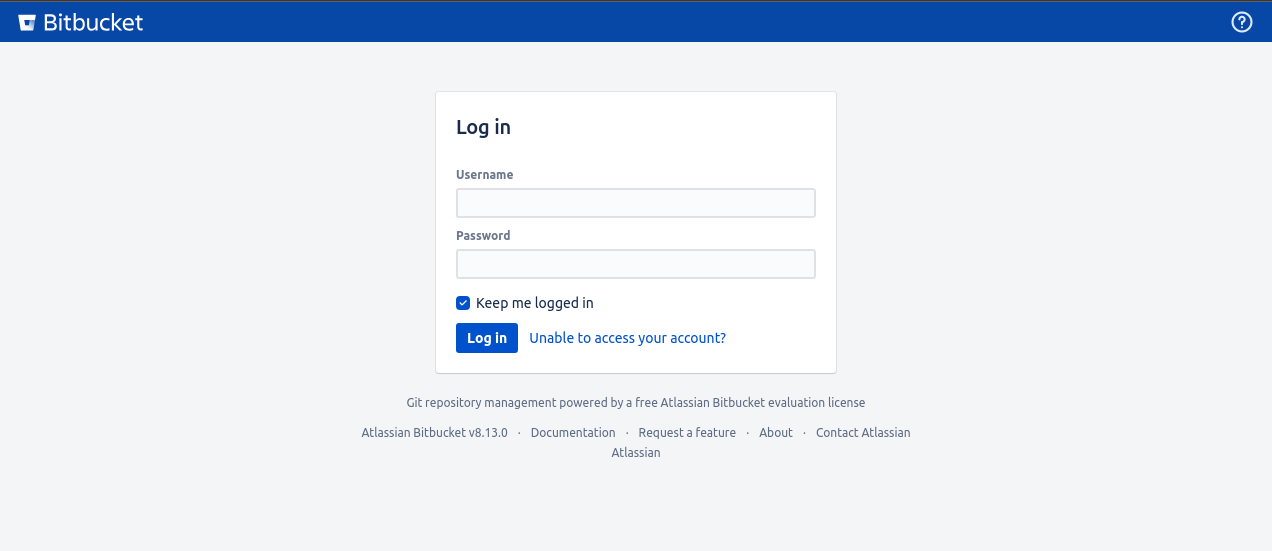 Bitbucket
Log in
Username
Password
Keep me logged in
Log in Unable to access your account?
Git repository management powered by a free Atlassian Bitbucket evaluation license
Atlassian Bitbucket v8.13.0 · Documentation · Request a feature · About · Contact Atlassian
Atlassian